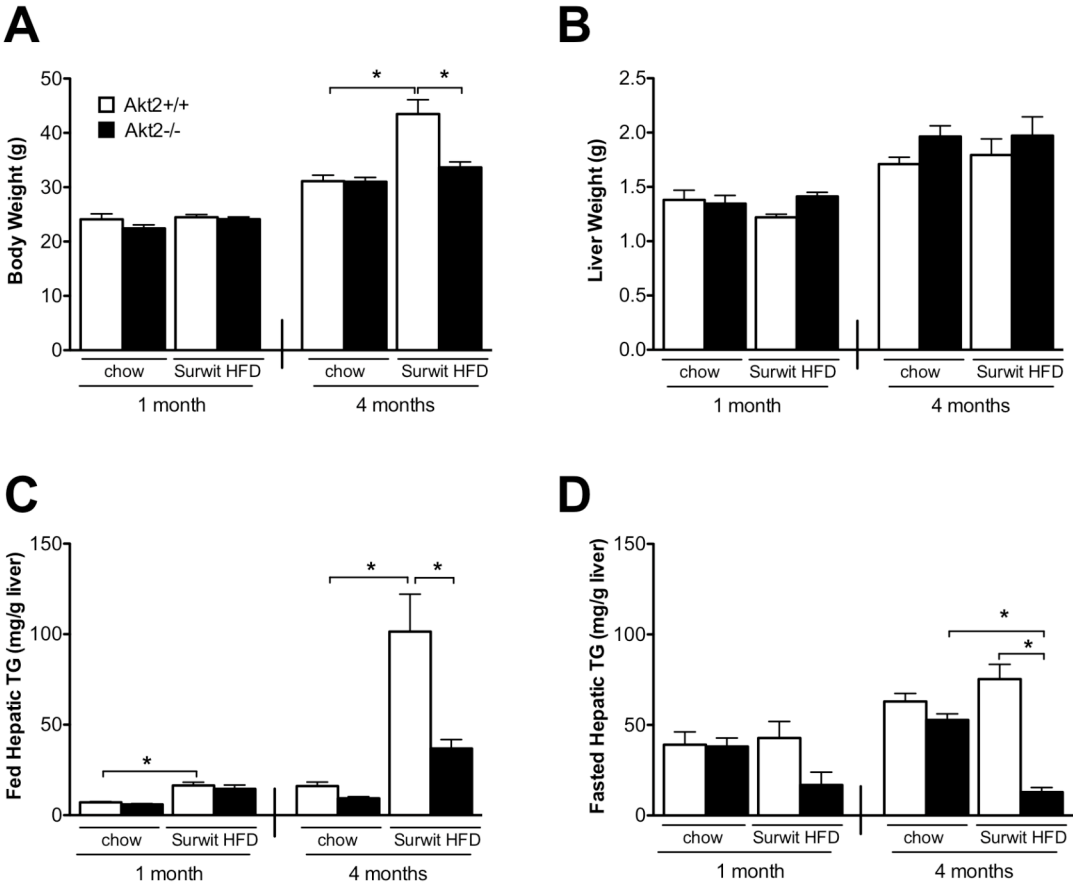 A
Body Weight (g)
50
40
30
20
10
0
Akt2+/+
Akt2-/-
* *
chow Surwit HFD chow Surwit HFD
1 month 4 months
B
Liver Weight (g)
2.5
2.0
1.5
1.0
0.5
0.0
chow Surwit HFD chow Surwit HFD
1 month 4 months
C
Fed Hepatic TG (mg/g liver)
150
100
50
0
* * *
chow Surwit HFD chow Surwit HFD
1 month 4 months
D
Fasted Hepatic TG (mg/g liver)
150
100
50
0
*
*
chow Surwit HFD chow Surwit HFD
1 month 4 months